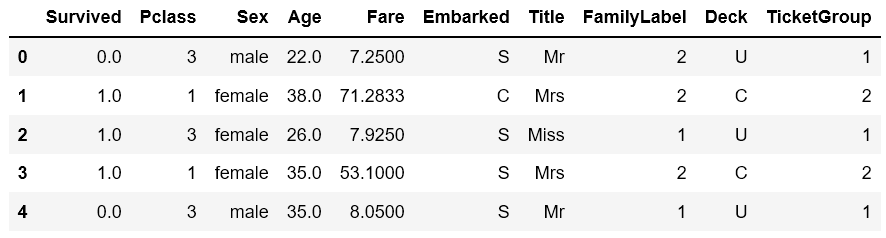 Survived Pclass Sex Age Fare Embarked Title FamilyLabel Deck TicketGroup
0 0.0 3 male 22.0 7.2500 S Mr 2 U 1
1 1.0 1 female 38.0 71.2833 C Mrs 2 C 2
2 1.0 3 female 26.0 7.9250 S Miss 1 U 1
3 1.0 1 female 35.0 53.1000 S Mrs 2 C 2
4 0.0 3 male 35.0 8.0500 S Mr 1 U 1